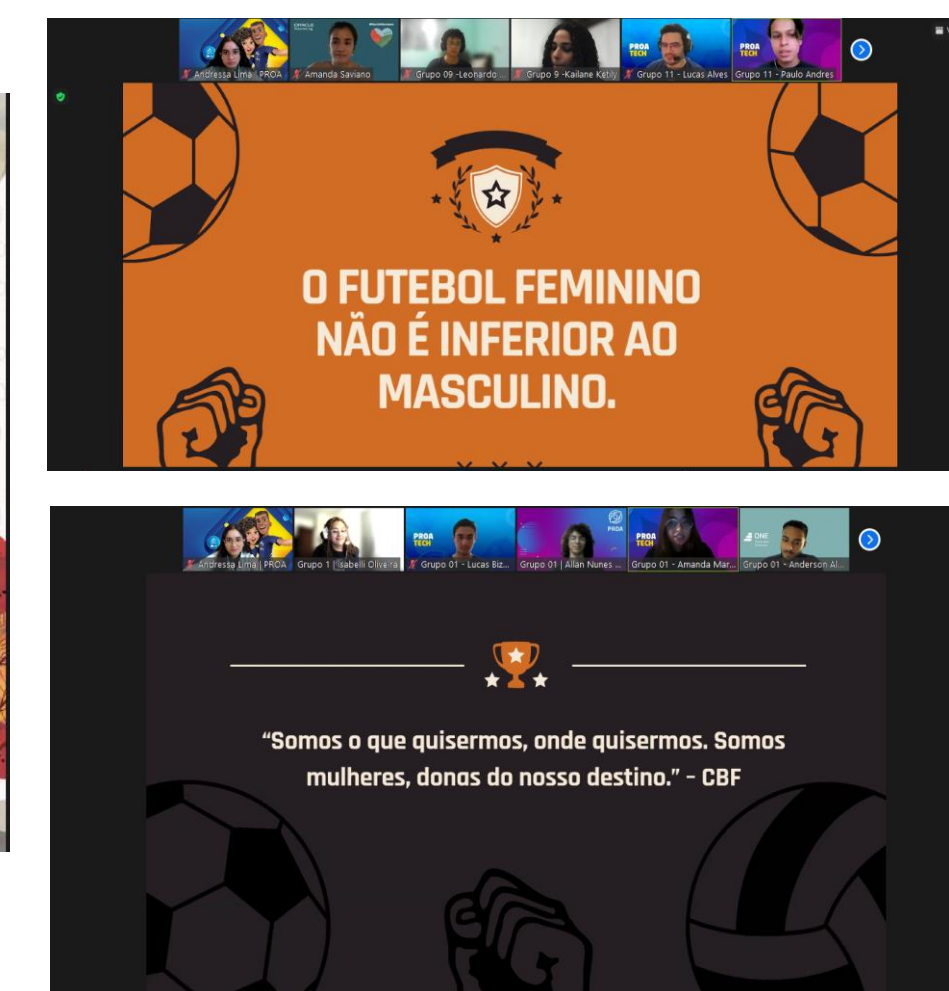 Andressa Lima | PROA
Amanda Saviano
Grupo 09 -Leonardo ...
Grupo 9 -Kailane Ketily
PROA
TECH
Grupo 11 - Lucas Alves
PROA
TECH
Grupo 11 - Paulo Andres
O FUTEBOL FEMININO
NÃO É INFERIOR AO
MASCULINO.
Andressa Lima | PROA
Grupo 1 | Isabelli Oliveira
PROA
TECH
Grupo 01 - Lucas Biz...
PROA
Grupo 01 | Allan Nunes ...
PROA
TECH
Grupo 01 - Amanda Mar...
ONE
Grupo 01 - Anderson Al...
“Somos o que quisermos, onde quisermos. Somos
mulheres, donas do nosso destino.” – CBF